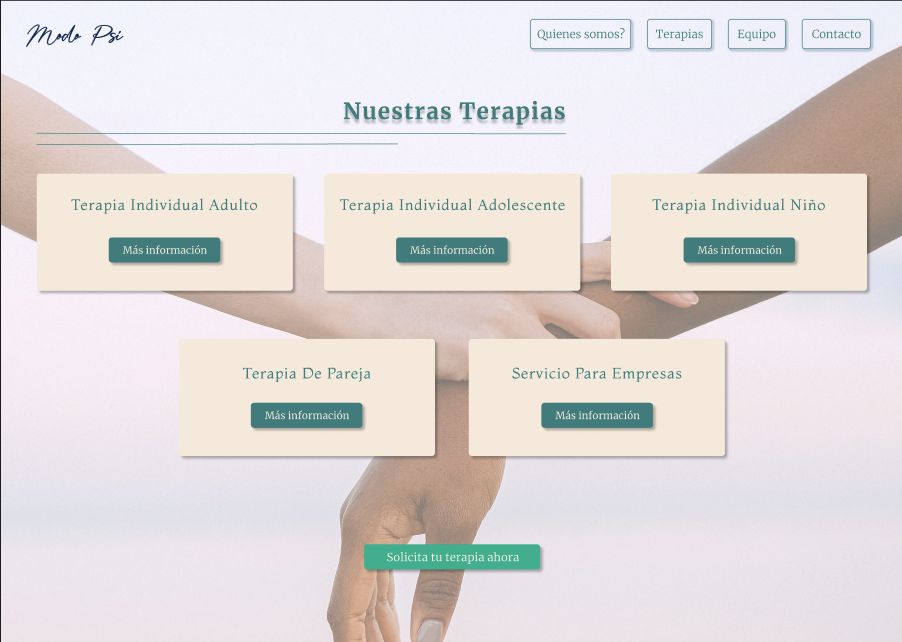 Modo Psi
Quienes somos?
Terapias
Equipo
Contacto
Nuestras Terapias
Terapia Individual Adulto
Más información
Terapia Individual Adolescente
Más información
Terapia Individual Niño
Más información
Terapia De Pareja
Más información
Servicio Para Empresas
Más información
Solicita tu terapia ahora